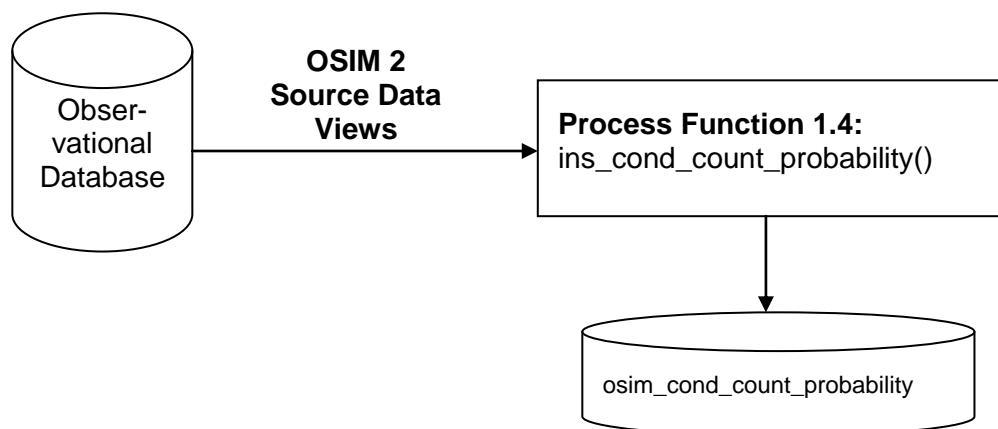 Obser-
vational
Database
OSIM 2
Source Data
Views
Process Function 1.4:
ins_cond_count_probability()
osim_cond_count_probability